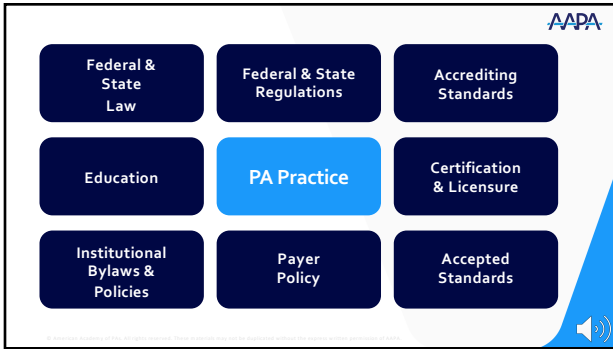 AAPA
Federal &
State
Law
Federal & State
Regulations
Accrediting
Standards
Education
PA Practice
Certification
& Licensure
Institutional
Bylaws &
Policies
Payer
Policy
Accepted
Standards